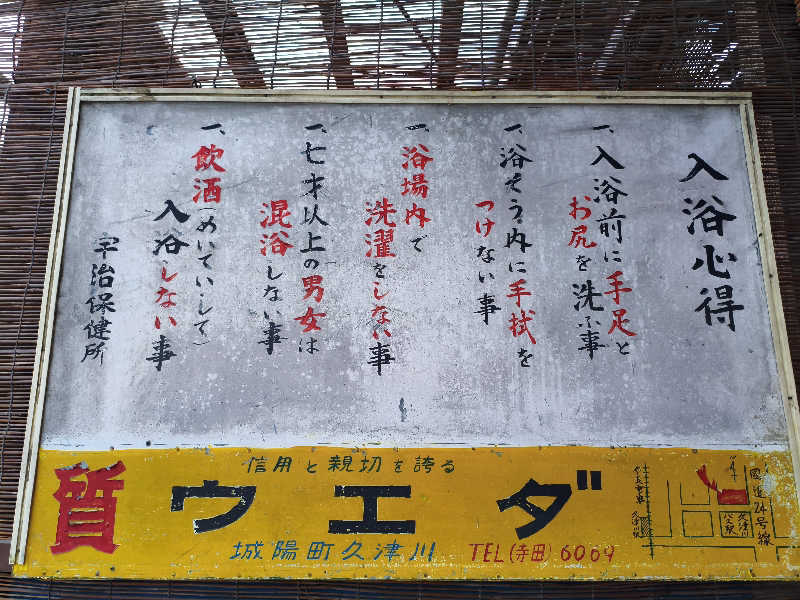 入浴心得
一、入浴前に手足と
お尻を洗ふ事
一、浴そう内に手拭を
つけない事
一、浴場内で
洗濯をしない事
一、七才以上の男女は
混浴しない事
一、飲酒(めいていして)
入浴しない事
宇治保健所
信用と親切を誇る
質 ウエダ
城陽町久津川 TEL(寺田)6069
国道24号線
久津川